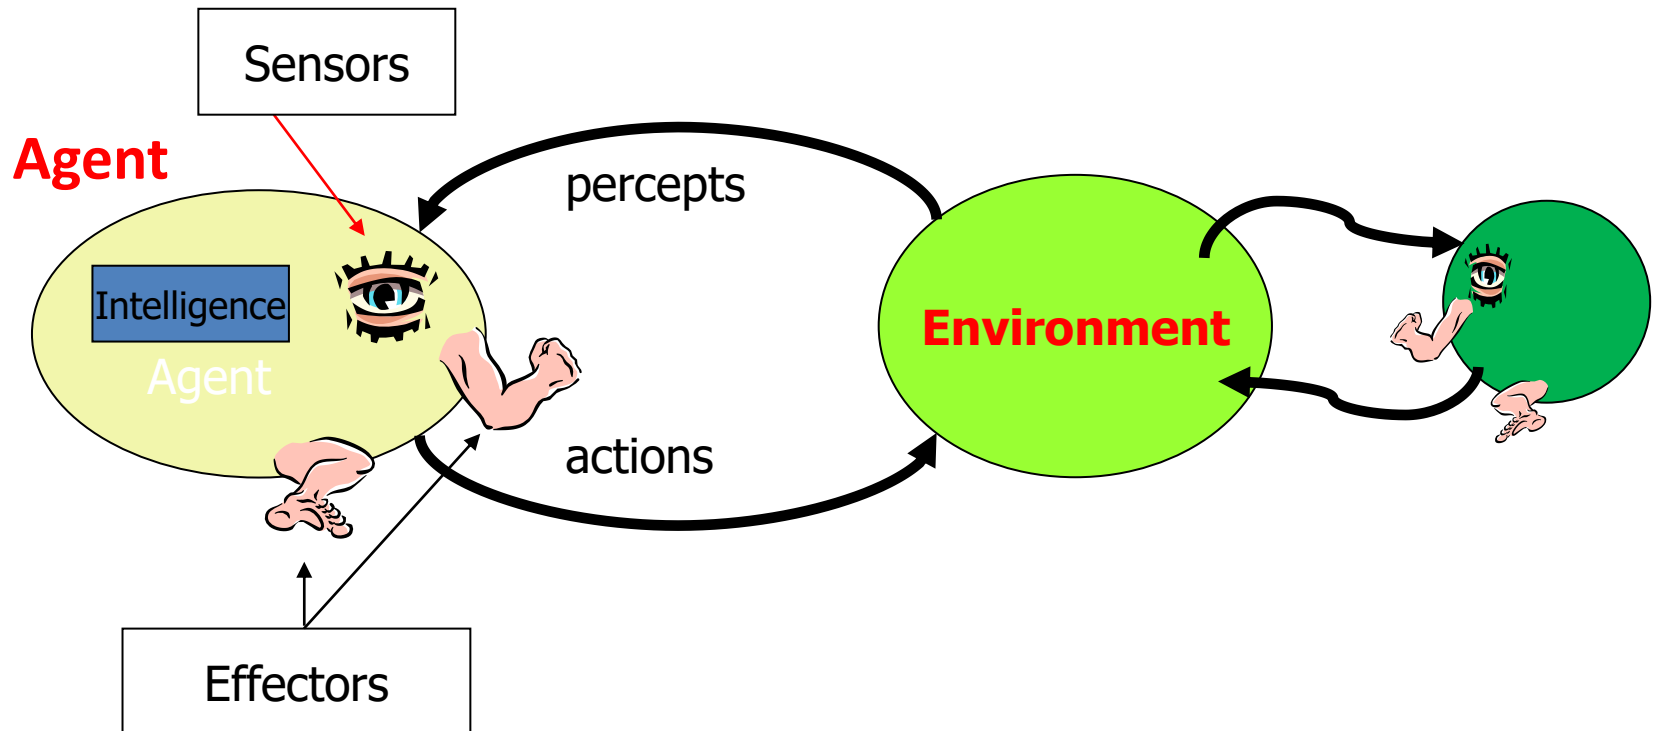 Sensors
Agent
percepts
Intelligence
Agent
Environment
actions
Effectors